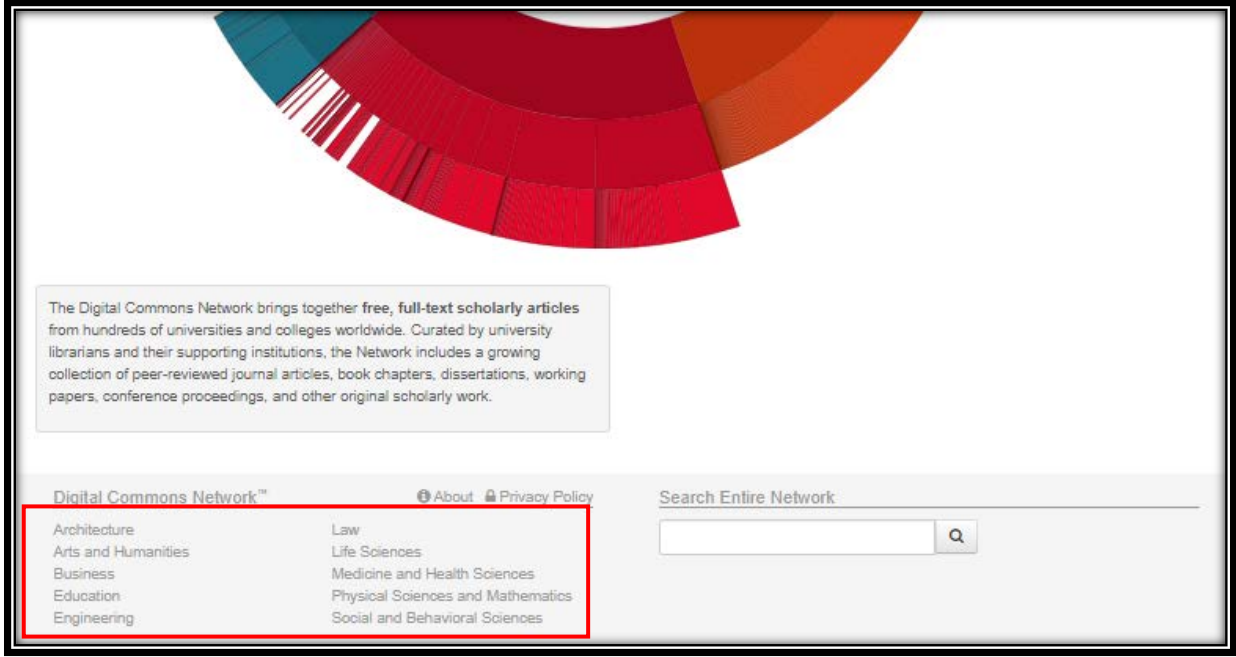 The Digital Commons Network brings together free, full-text scholarly articles
from hundreds of universities and colleges worldwide. Curated by university
librarians and their supporting institutions, the Network includes a growing
collection of peer-reviewed journal articles, book chapters, dissertations, working
papers, conference proceedings, and other original scholarly work.
Digital Commons Network™
About Privacy Policy
Architecture
Arts and Humanities
Business
Education
Engineering
Law
Life Sciences
Medicine and Health Sciences
Physical Sciences and Mathematics
Social and Behavioral Sciences
Search Entire Network